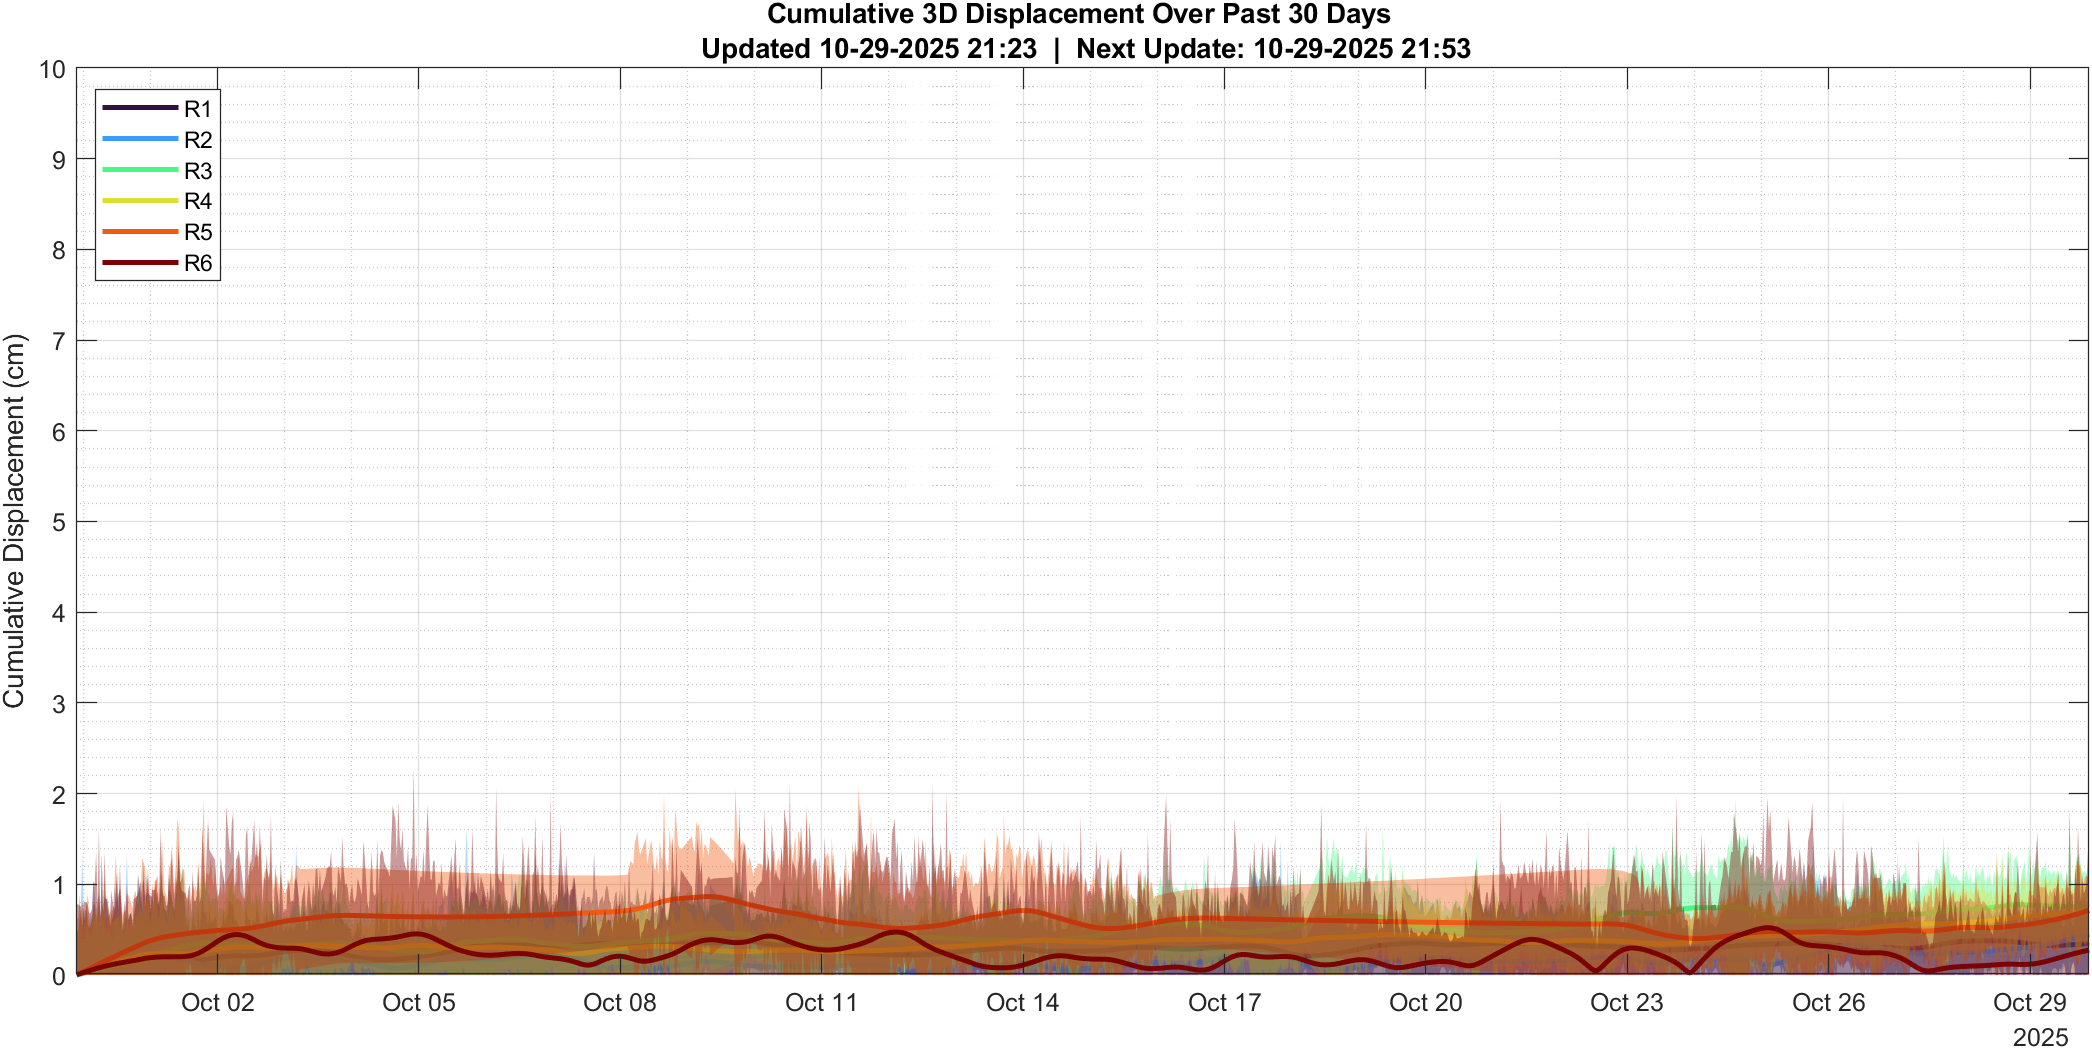 Cumulative 3D Displacement Over Past 30 Days
Updated 10-29-2025 21:23 | Next Update: 10-29-2025 21:53
Cumulative Displacement (cm)
10
9
8
7
6
5
4
3
2
1
0
R1
R2
R3
R4
R5
R6
Oct 02 Oct 05 Oct 08 Oct 11 Oct 14 Oct 17 Oct 20 Oct 23 Oct 26 Oct 29
2025